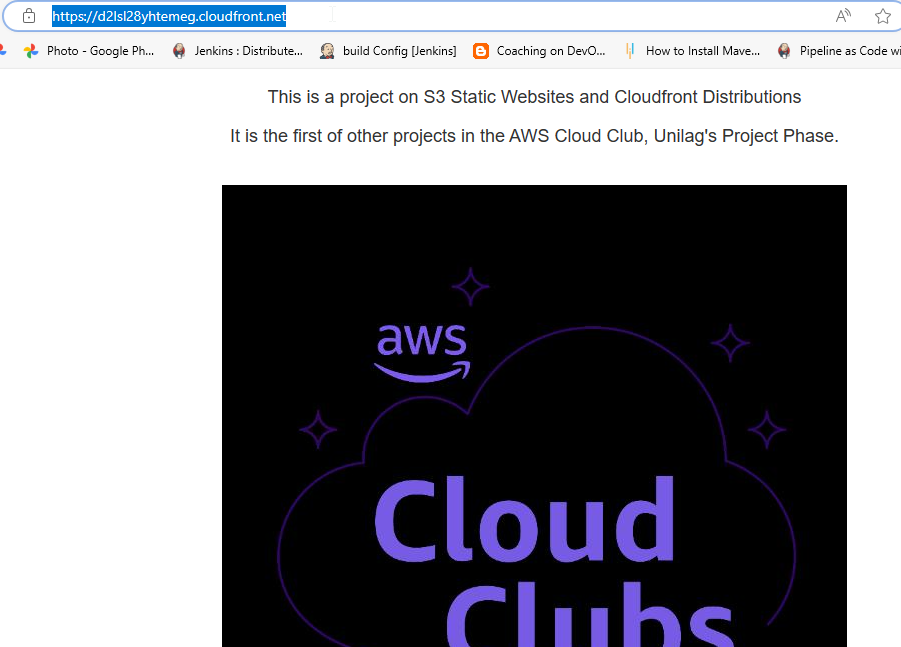 https://d2lsl28yhtemeg.cloudfront.net
Photo - Google Ph...
Jenkins : Distribute...
build Config [Jenkins]
Coaching on DevO...
How to Install Mave...
Pipeline as Code wi
This is a project on S3 Static Websites and Cloudfront Distributions
It is the first of other projects in the AWS Cloud Club, Unilag's Project Phase.
aws
Cloud
Clubs